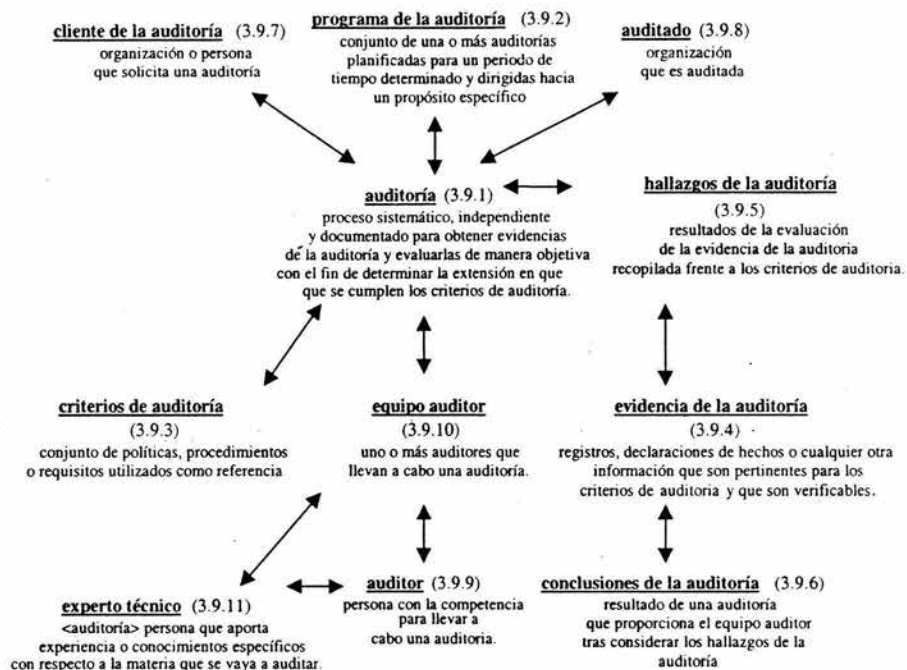 cliente de la auditoría (3.9.7)
organización o persona
que solicita una auditoría
programa de la auditoría (3.9.2)
conjunto de una o más auditorías
planificadas para un periodo de
tiempo determinado y dirigidas hacia
un propósito específico
auditado (3.9.8)
organización
que es auditada
auditoría (3.9.1)
proceso sistemático, independiente
y documentado para obtener evidencias
de la auditoría y evaluarlas de manera objetiva
con el fin de determinar la extensión en que
que se cumplen los criterios de auditoría.
hallazgos de la auditoría
(3.9.5)
resultados de la evaluación
de la evidencia de la auditoria
recopilada frente a los criterios de auditoria.
criterios de auditoría
(3.9.3)
conjunto de políticas, procedimientos
o requisitos utilizados como referencia
equipo auditor
(3.9.10)
uno o más auditores que
llevan a cabo una auditoría.
evidencia de la auditoría
(3.9.4)
registros, declaraciones de hechos o cualquier otra
información que son pertinentes para los
criterios de auditoria y que son verificables.
experto técnico (3.9.11)
<auditoría> persona que aporta
experiencia o conocimientos específicos
con respecto a la materia que se vaya a auditar.
auditor (3.9.9)
persona con la competencia
para llevar a
cabo una auditoria.
conclusiones de la auditoría (3.9.6)
resultado de una auditoría
que proporciona el equipo auditor
tras considerar los hallazgos de la
auditoría